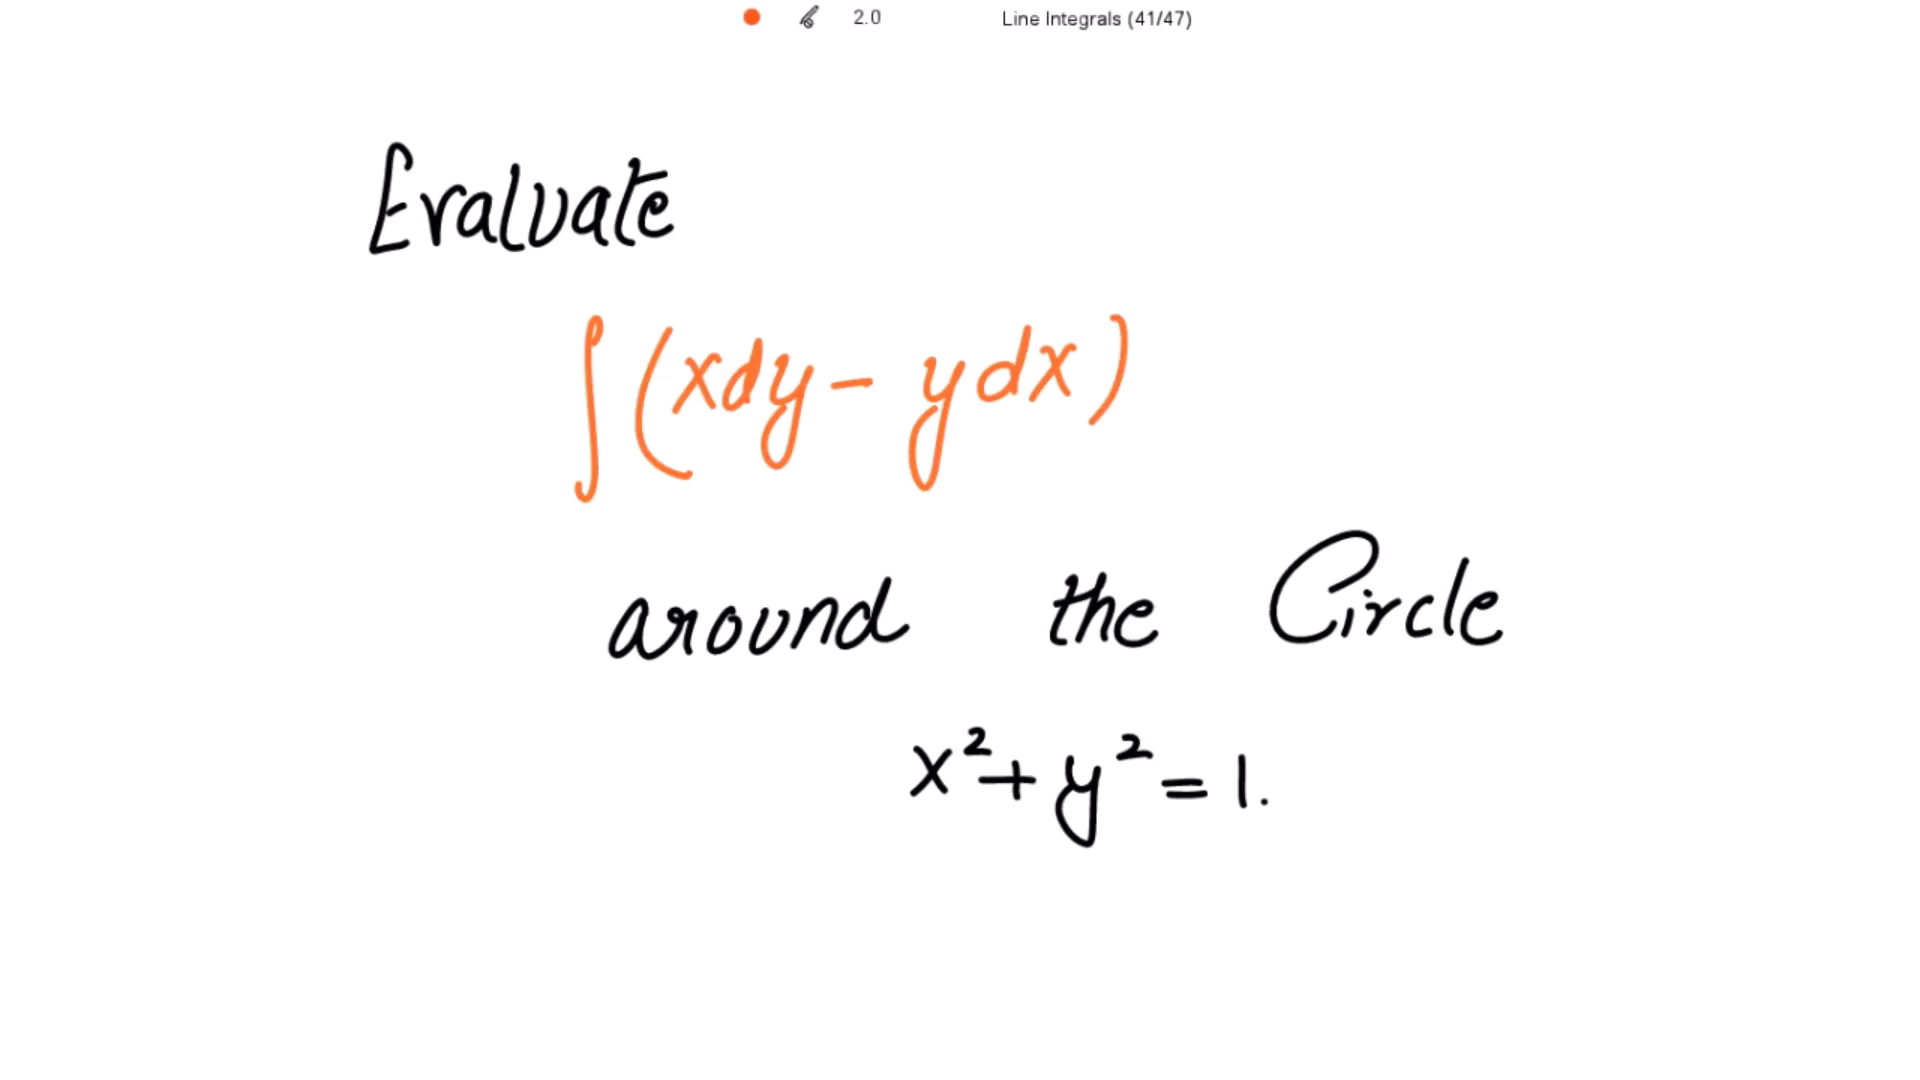 2.0 Line Integrals (41/47)
Evaluate
∫(xdy - ydx)
around the Circle
x²+y²=1.